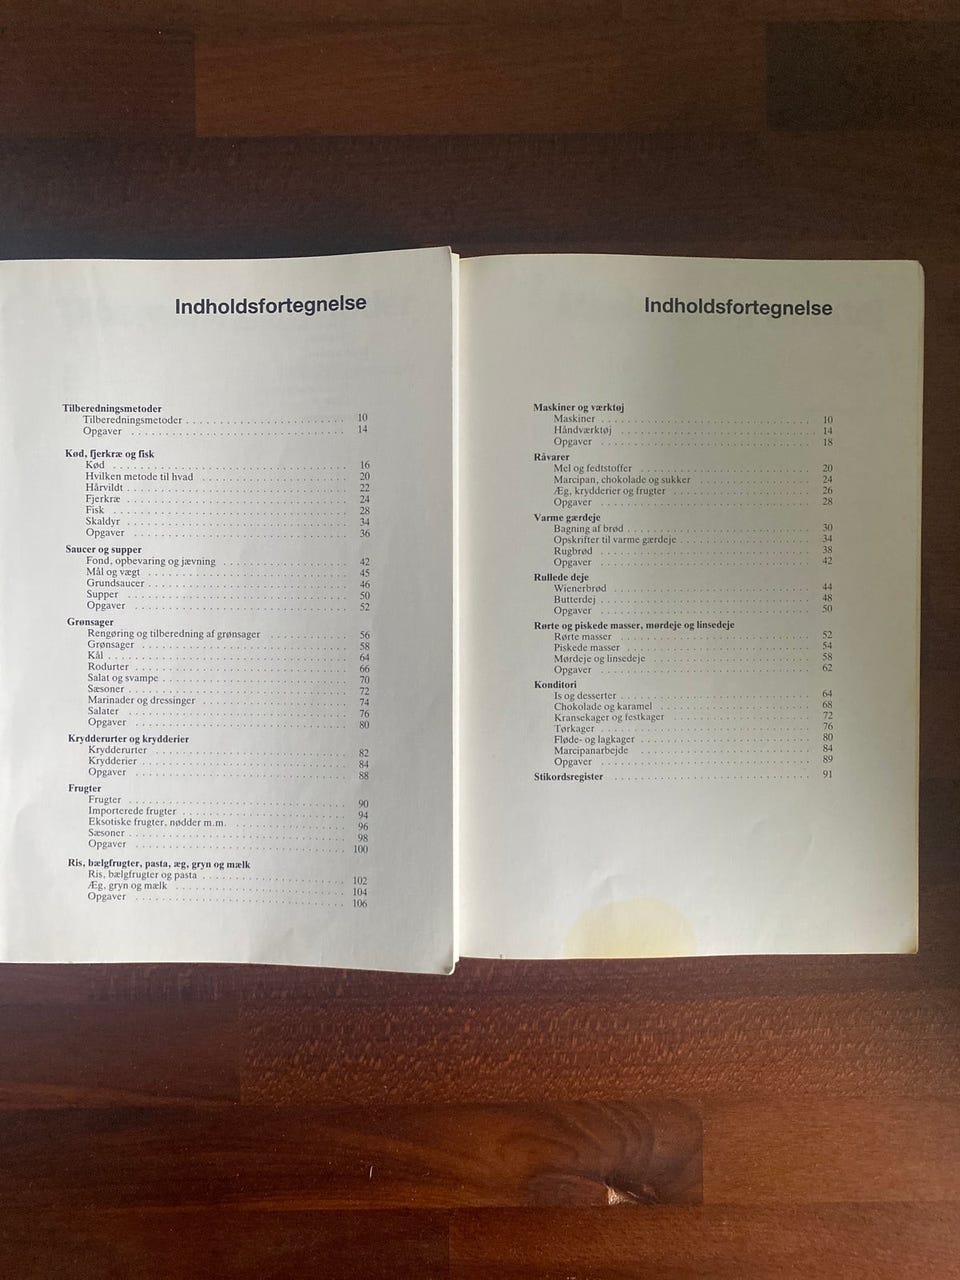 Indholdsfortegnelse
Tilberedningsmetoder
Tilberedningsmetoder . . . . . . . . . . . . . . . . . . . . . . . . 10
Opgaver . . . . . . . . . . . . . . . . . . . . . . . . 14
Kød, fjerkræ og fisk
Kød . . . . . . . . . . . . . . . . . . . . . . . . 16
Hvilken metode til hvad . . . . . . . . . . . . . . . . . . . . . . . . 20
Hårvildt . . . . . . . . . . . . . . . . . . . . . . . . 22
Fjerkræ . . . . . . . . . . . . . . . . . . . . . . . . 24
Fisk . . . . . . . . . . . . . . . . . . . . . . . . 28
Skaldyr . . . . . . . . . . . . . . . . . . . . . . . . 34
Opgaver . . . . . . . . . . . . . . . . . . . . . . . . 36
Saucer og supper
Fond, opbevaring og jævning . . . . . . . . . . . . . . . . . . . . 42
Mål og vægt . . . . . . . . . . . . . . . . . . . . . . . . 45
Grundsaucer . . . . . . . . . . . . . . . . . . . . . . . . 46
Supper . . . . . . . . . . . . . . . . . . . . . . . . 50
Opgaver . . . . . . . . . . . . . . . . . . . . . . . . 52
Grønsager
Rengøring og tilberedning af grønsager . . . . . . . . . . . . . . 56
Grønsager . . . . . . . . . . . . . . . . . . . . . . . . 58
Kål . . . . . . . . . . . . . . . . . . . . . . . . 64
Rodurter . . . . . . . . . . . . . . . . . . . . . . . . 66
Salat og svampe . . . . . . . . . . . . . . . . . . . . . . . . 70
Sæsoner . . . . . . . . . . . . . . . . . . . . . . . . 72
Marinader og dressinger . . . . . . . . . . . . . . . . . . . . . . . . 74
Salater . . . . . . . . . . . . . . . . . . . . . . . . 76
Opgaver . . . . . . . . . . . . . . . . . . . . . . . . 80
Krydderurter og krydderier
Krydderurter . . . . . . . . . . . . . . . . . . . . . . . . 82
Krydderier . . . . . . . . . . . . . . . . . . . . . . . . 84
Opgaver . . . . . . . . . . . . . . . . . . . . . . . . 88
Frugter
Frugter . . . . . . . . . . . . . . . . . . . . . . . . 90
Importerede frugter . . . . . . . . . . . . . . . . . . . . . . . . 94
Eksotiske frugter, nødder m.m. . . . . . . . . . . . . . . . . . . . 96
Sæsoner . . . . . . . . . . . . . . . . . . . . . . . . 98
Opgaver . . . . . . . . . . . . . . . . . . . . . . . . 100
Ris, bælgfrugter, pasta, æg, gryn og mælk
Ris, bælgfrugter og pasta . . . . . . . . . . . . . . . . . . . . . . 102
Æg, gryn og mælk . . . . . . . . . . . . . . . . . . . . . . . . 104
Opgaver . . . . . . . . . . . . . . . . . . . . . . . . 106
Indholdsfortegnelse
Maskiner og værktøj
Maskiner . . . . . . . . . . . . . . . . . . . . . . . . 10
Håndværktøj . . . . . . . . . . . . . . . . . . . . . . . . 14
Opgaver . . . . . . . . . . . . . . . . . . . . . . . . 18
Råvarer
Mel og fedtstoffer . . . . . . . . . . . . . . . . . . . . . . . . 20
Marcipan, chokolade og sukker . . . . . . . . . . . . . . . . . . . 24
Æg, krydderier og frugter . . . . . . . . . . . . . . . . . . . . . . 26
Opgaver . . . . . . . . . . . . . . . . . . . . . . . . 28
Varme gærdeje
Bagning af brød . . . . . . . . . . . . . . . . . . . . . . . . 30
Opskrifter til varme gærdeje . . . . . . . . . . . . . . . . . . . . 34
Rugbrød . . . . . . . . . . . . . . . . . . . . . . . . 38
Opgaver . . . . . . . . . . . . . . . . . . . . . . . . 42
Rullede deje
Wienerbrød . . . . . . . . . . . . . . . . . . . . . . . . 44
Butterdej . . . . . . . . . . . . . . . . . . . . . . . . 48
Opgaver . . . . . . . . . . . . . . . . . . . . . . . . 50
Rørte og piskede masser, mørdeje og linsedeje
Rørte masser . . . . . . . . . . . . . . . . . . . . . . . . 52
Piskede masser . . . . . . . . . . . . . . . . . . . . . . . . 54
Mørdeje og linsedeje . . . . . . . . . . . . . . . . . . . . . . . . 58
Opgaver . . . . . . . . . . . . . . . . . . . . . . . . 62
Konditori
Is og desserter . . . . . . . . . . . . . . . . . . . . . . . . 64
Chokolade og karamel . . . . . . . . . . . . . . . . . . . . . . . . 68
Kransekager og festkager . . . . . . . . . . . . . . . . . . . . . . 72
Tørkager . . . . . . . . . . . . . . . . . . . . . . . . 76
Fløde- og lagkager . . . . . . . . . . . . . . . . . . . . . . . . 80
Marcipanarbejde . . . . . . . . . . . . . . . . . . . . . . . . 84
Opgaver . . . . . . . . . . . . . . . . . . . . . . . . 89
Stikordsregister . . . . . . . . . . . . . . . . . . . . . . . . 91